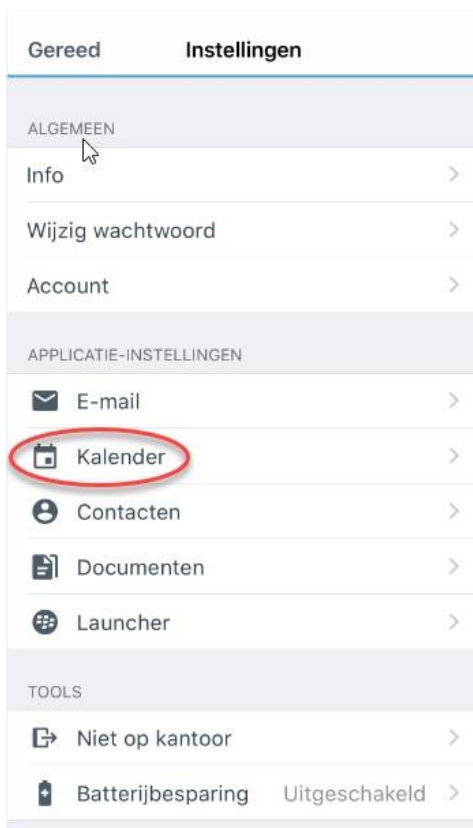 Gereed Instellingen
ALGEMEEN
Info
Wijzig wachtwoord
Account
APPLICATIE-INSTELLINGEN
E-mail
Kalender
Contacten
Documenten
Launcher
TOOLS
Niet op kantoor
Batterijbesparing Uitgeschakeld